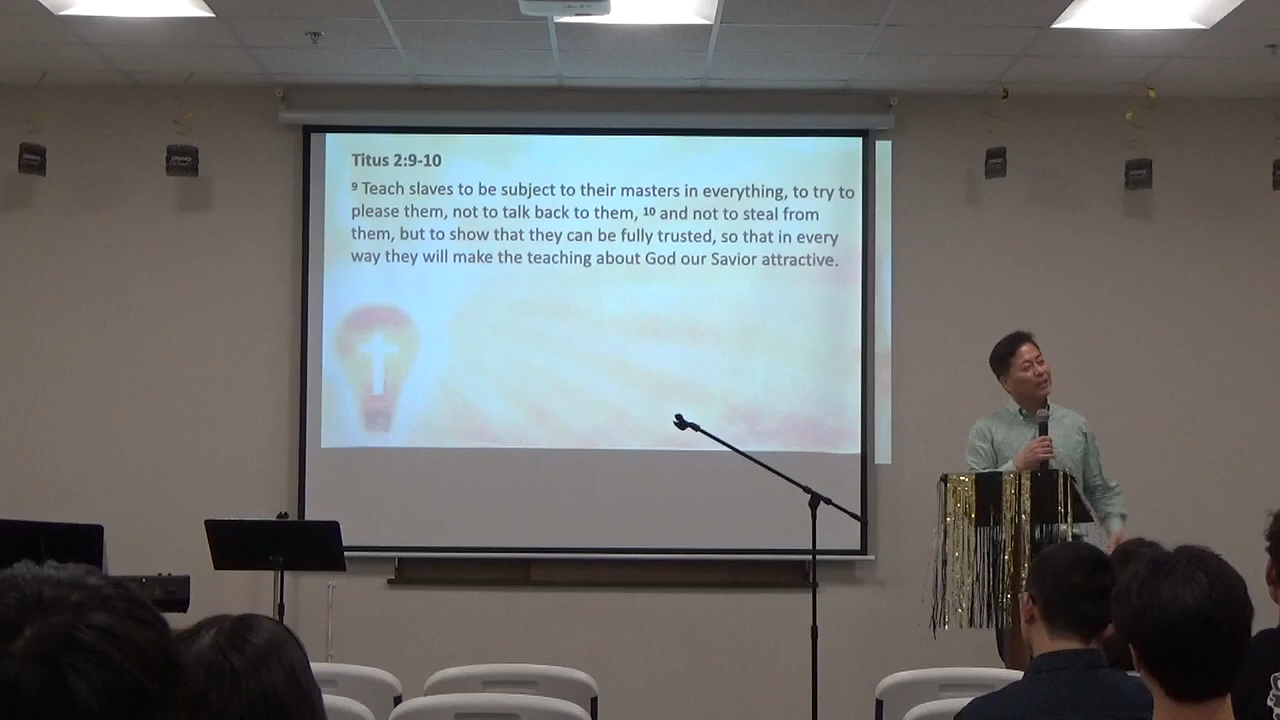 Titus 2:9-10
⁹ Teach slaves to be subject to their masters in everything, to try to
please them, not to talk back to them, ¹⁰ and not to steal from
them, but to show that they can be fully trusted, so that in every
way they will make the teaching about God our Savior attractive.